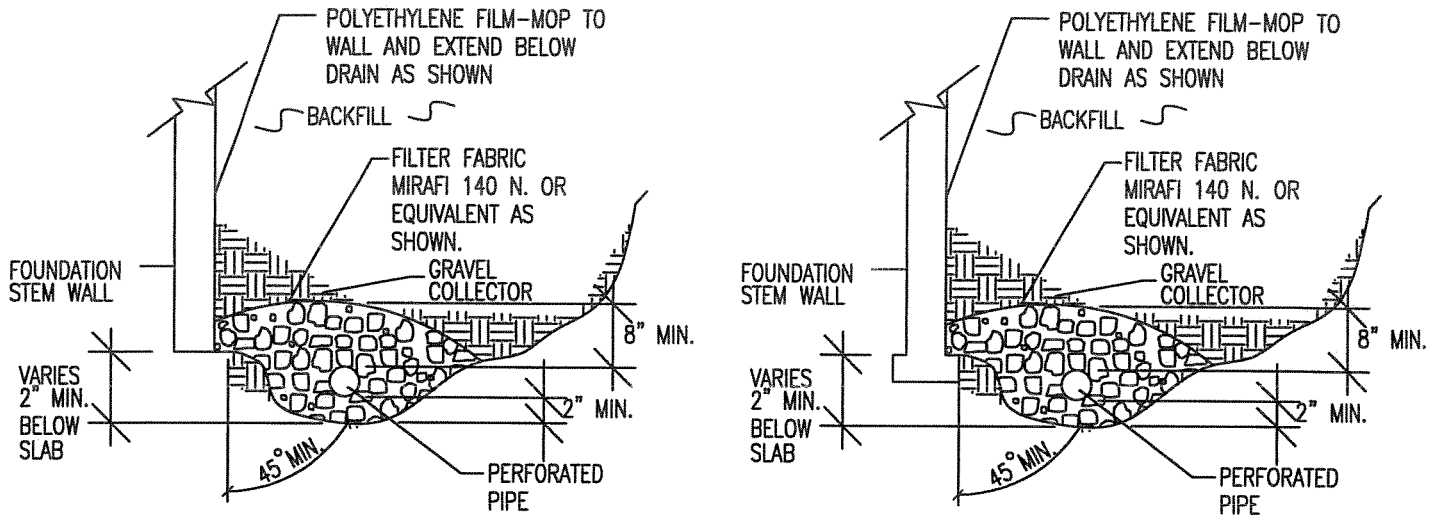 POLYETHYLENE FILM-MOP TO
WALL AND EXTEND BELOW
DRAIN AS SHOWN
BACKFILL
FILTER FABRIC
MIRAFI 140 N. OR
EQUIVALENT AS
SHOWN.
GRAVEL
COLLECTOR
FOUNDATION
STEM WALL
8" MIN.
VARIES
2" MIN.
BELOW
SLAB
2" MIN.
45° MIN.
PERFORATED
PIPE
POLYETHYLENE FILM-MOP TO
WALL AND EXTEND BELOW
DRAIN AS SHOWN
BACKFILL
FILTER FABRIC
MIRAFI 140 N. OR
EQUIVALENT AS
SHOWN.
GRAVEL
COLLECTOR
FOUNDATION
STEM WALL
8" MIN.
VARIES
2" MIN.
BELOW
SLAB
2" MIN.
45° MIN.
PERFORATED
PIPE